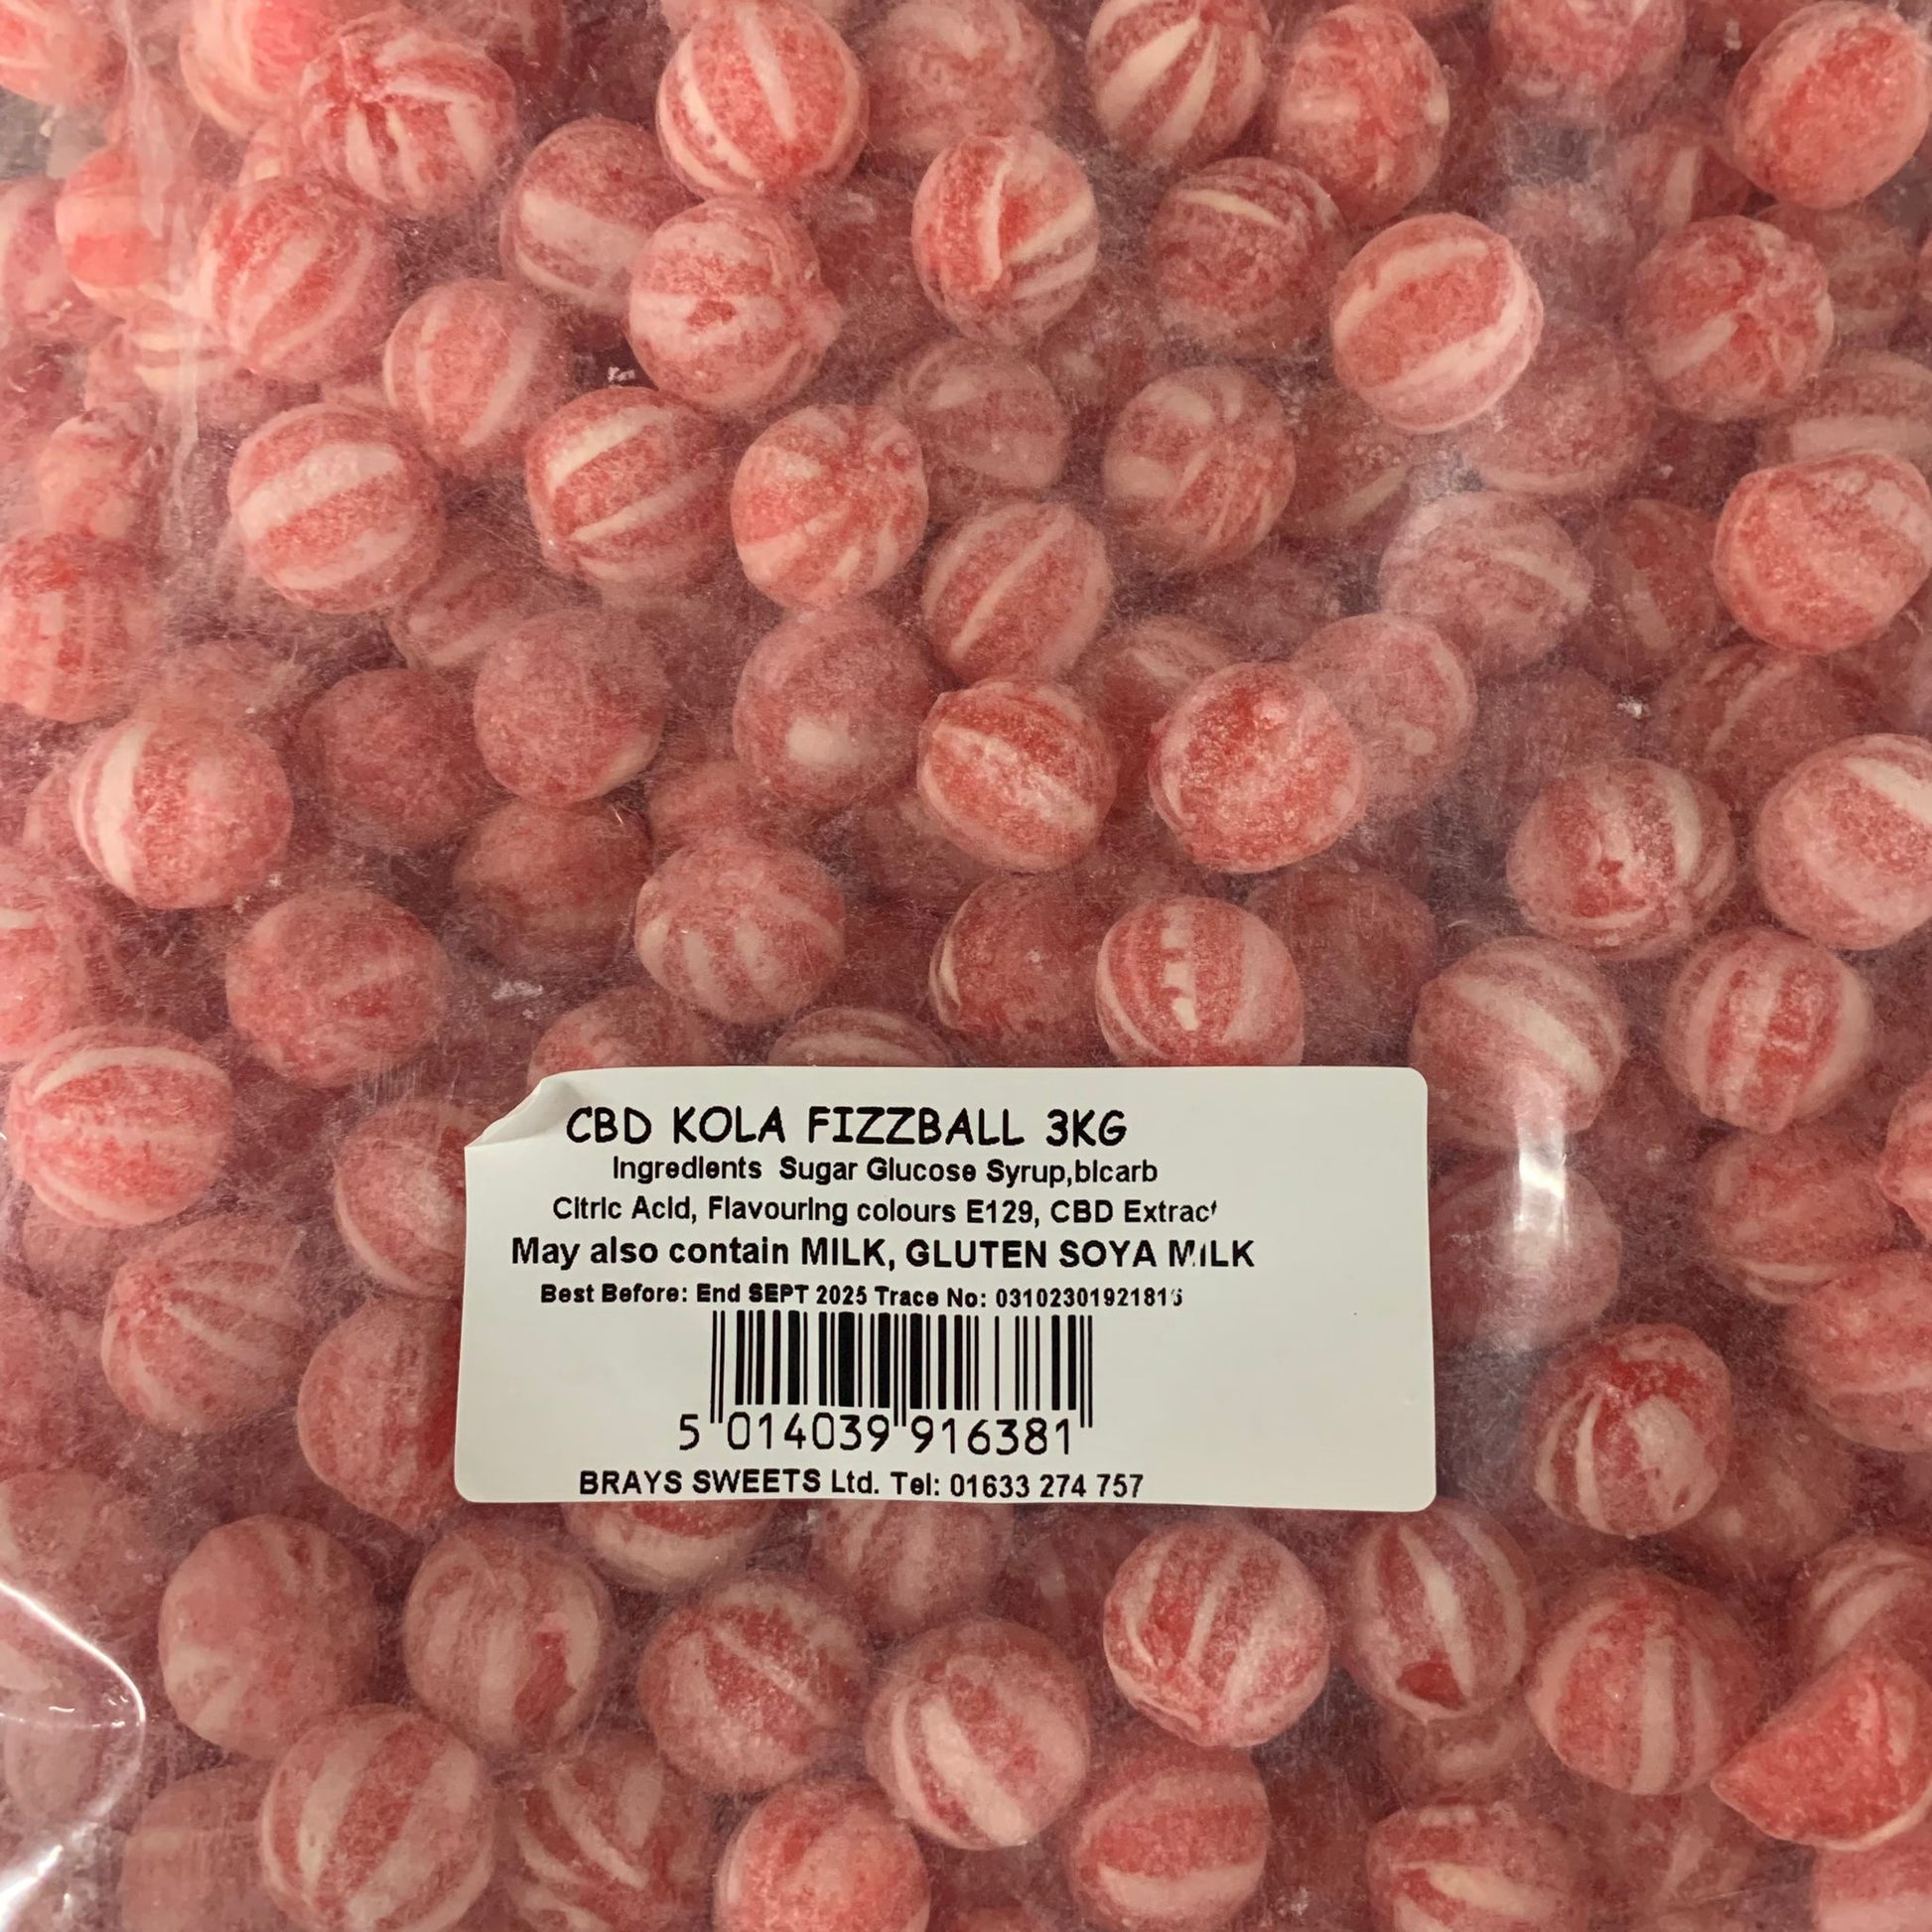 CBD KOLA FIZZBALL 3KG
Ingredients Sugar Glucose Syrup,bicarb
Citric Acid, Flavouring colours E129, CBD Extract
May also contain MILK, GLUTEN SOYA MILK
Best Before: End SEPT 2025 Trace No:
5 014039 916381
BRAYS SWEETS Ltd. Tel: 01633 274 757